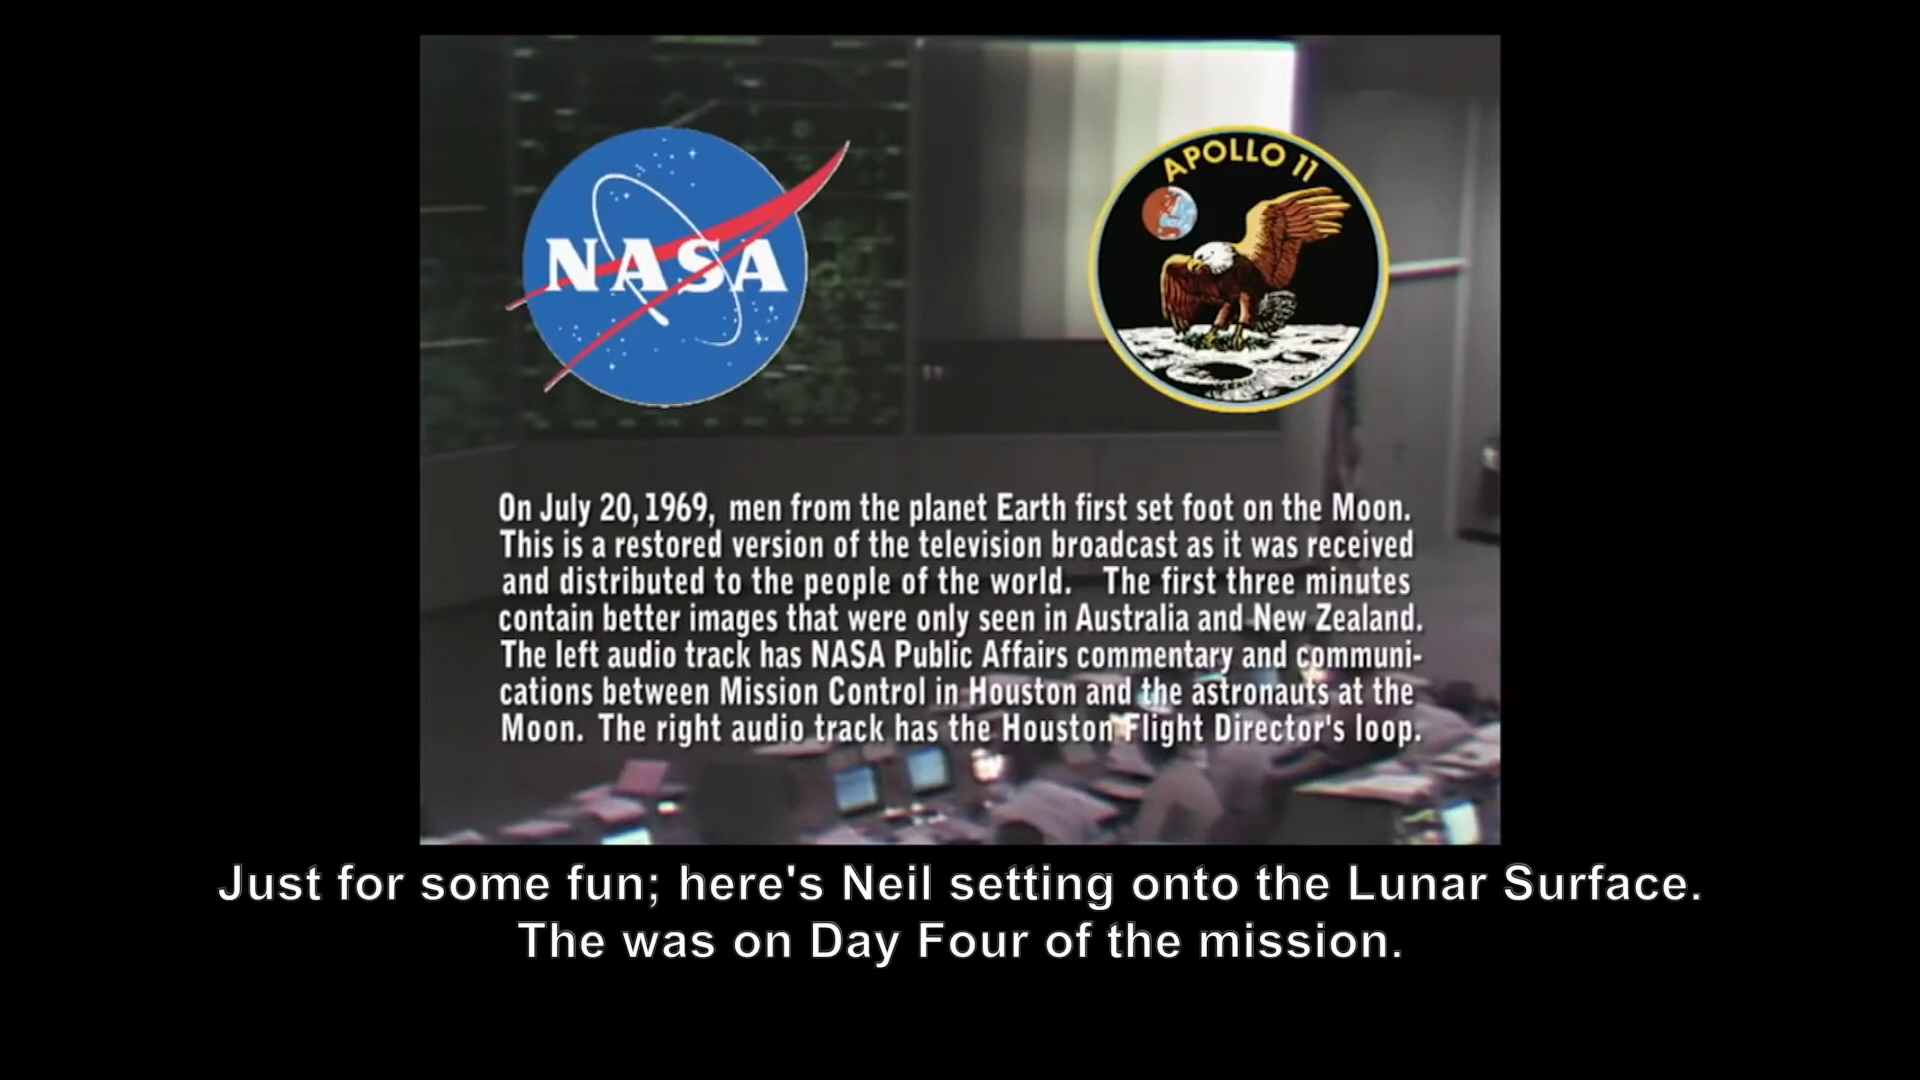 NASA
APOLLO 11
On July 20, 1969, men from the planet Earth first set foot on the Moon.
This is a restored version of the television broadcast as it was received
and distributed to the people of the world. The first three minutes
contain better images that were only seen in Australia and New Zealand.
The left audio track has NASA Public Affairs commentary and communi-
cations between Mission Control in Houston and the astronauts at the
Moon. The right audio track has the Houston Flight Director's loop.
Just for some fun; here's Neil setting onto the Lunar Surface.
The was on Day Four of the mission.